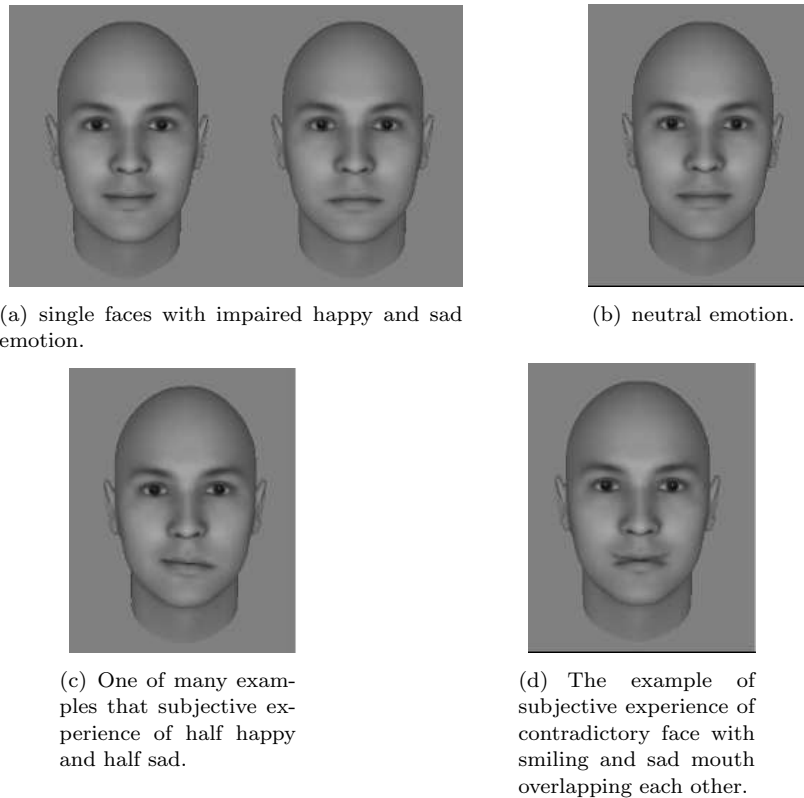 (a) single faces with impaired happy and sad
emotion.
(b) neutral emotion.
(c) One of many exam-
ples that subjective ex-
perience of half happy
and half sad.
(d) The example of
subjective experience of
contradictory face with
smiling and sad mouth
overlapping each other.